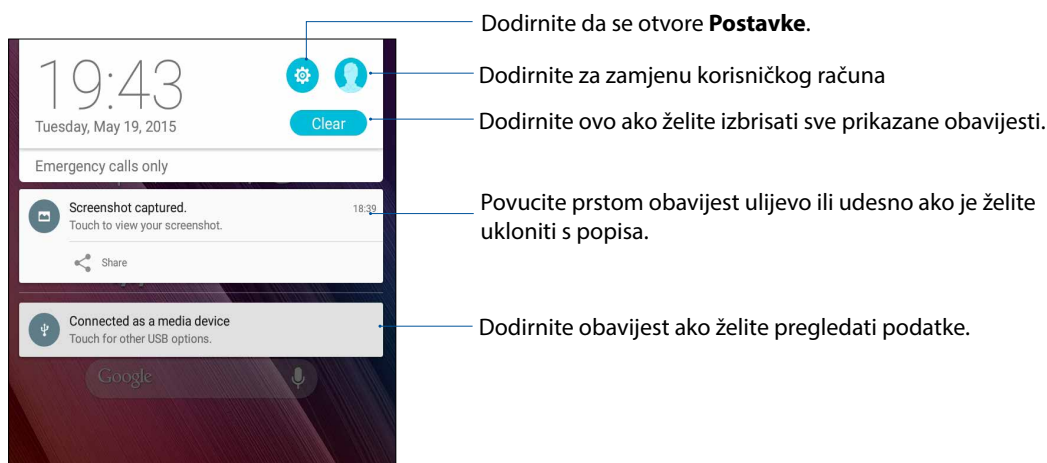 Dodirnite da se otvore Postavke.
19:43
Dodirnite za zamjenu korisničkog računa
Tuesday, May 19, 2015
Clear
Dodirnite ovo ako želite izbrisati sve prikazane obavijesti.
Emergency calls only
Screenshot captured.
18:39
Touch to view your screenshot.
Share
Povucite prstom obavijest ulijevo ili udesno ako je želite
ukloniti s popisa.
Connected as a media device
Touch for other USB options.
Dodirnite obavijest ako želite pregledati podatke.
Google